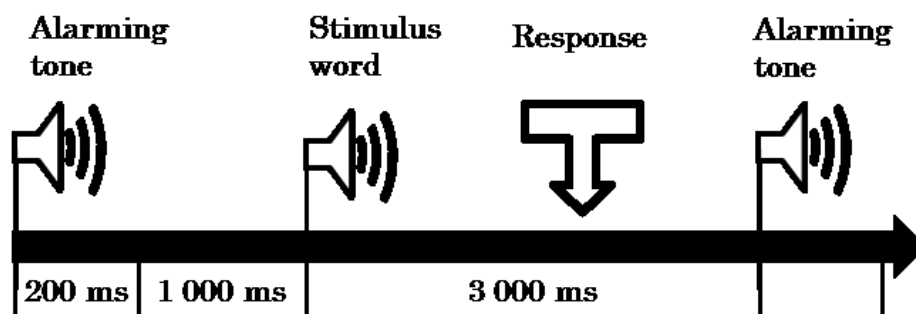 Alarming
tone
Stimulus
word
Response
Alarming
tone
200 ms
1 000 ms
3 000 ms